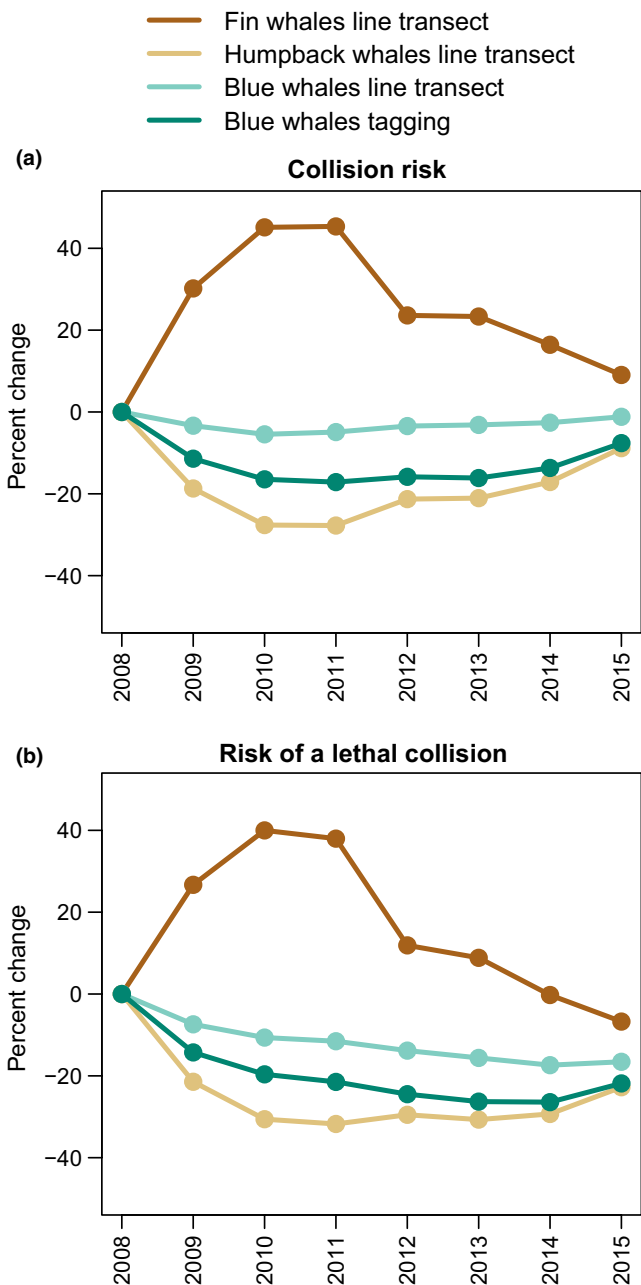 Fin whales line transect
Humpback whales line transect
Blue whales line transect
Blue whales tagging
(a)
Collision risk
Percent change
40
20
0
−20
−40
2008
2009
2010
2011
2012
2013
2014
2015
(b)
Risk of a lethal collision
Percent change
40
20
0
−20
−40
2008
2009
2010
2011
2012
2013
2014
2015